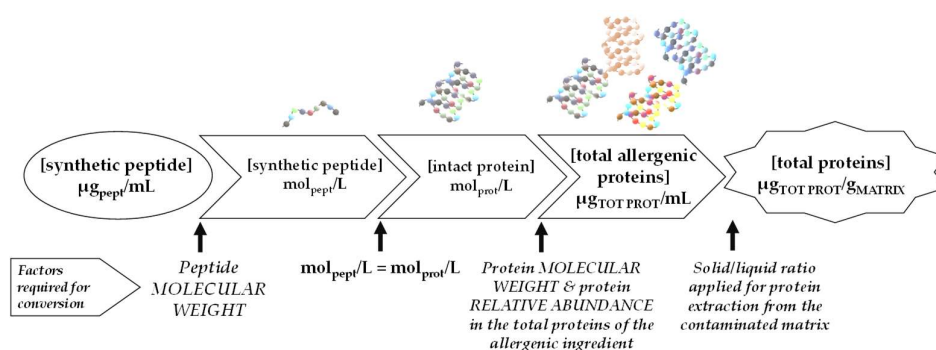 [synthetic peptide]
µgpept/mL
[synthetic peptide]
molpept/L
[intact protein]
molprot/L
[total allergenic
proteins]
µgTOT PROT/mL
[total proteins]
µgTOT PROT/gMATRIX
Factors
required for
conversion
Peptide
MOLECULAR
WEIGHT
molpept/L = molprot/L
Protein MOLECULAR
WEIGHT & protein
RELATIVE ABUNDANCE
in the total proteins of the
allergenic ingredient
Solid/liquid ratio
applied for protein
extraction from the
contaminated matrix